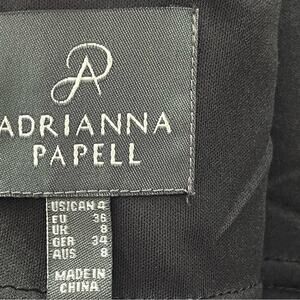 AP
ADRIANNA
PAPELL
US/CAN 4
EU 36
UK 8
GER 34
AUS 8
MADE IN
CHINA